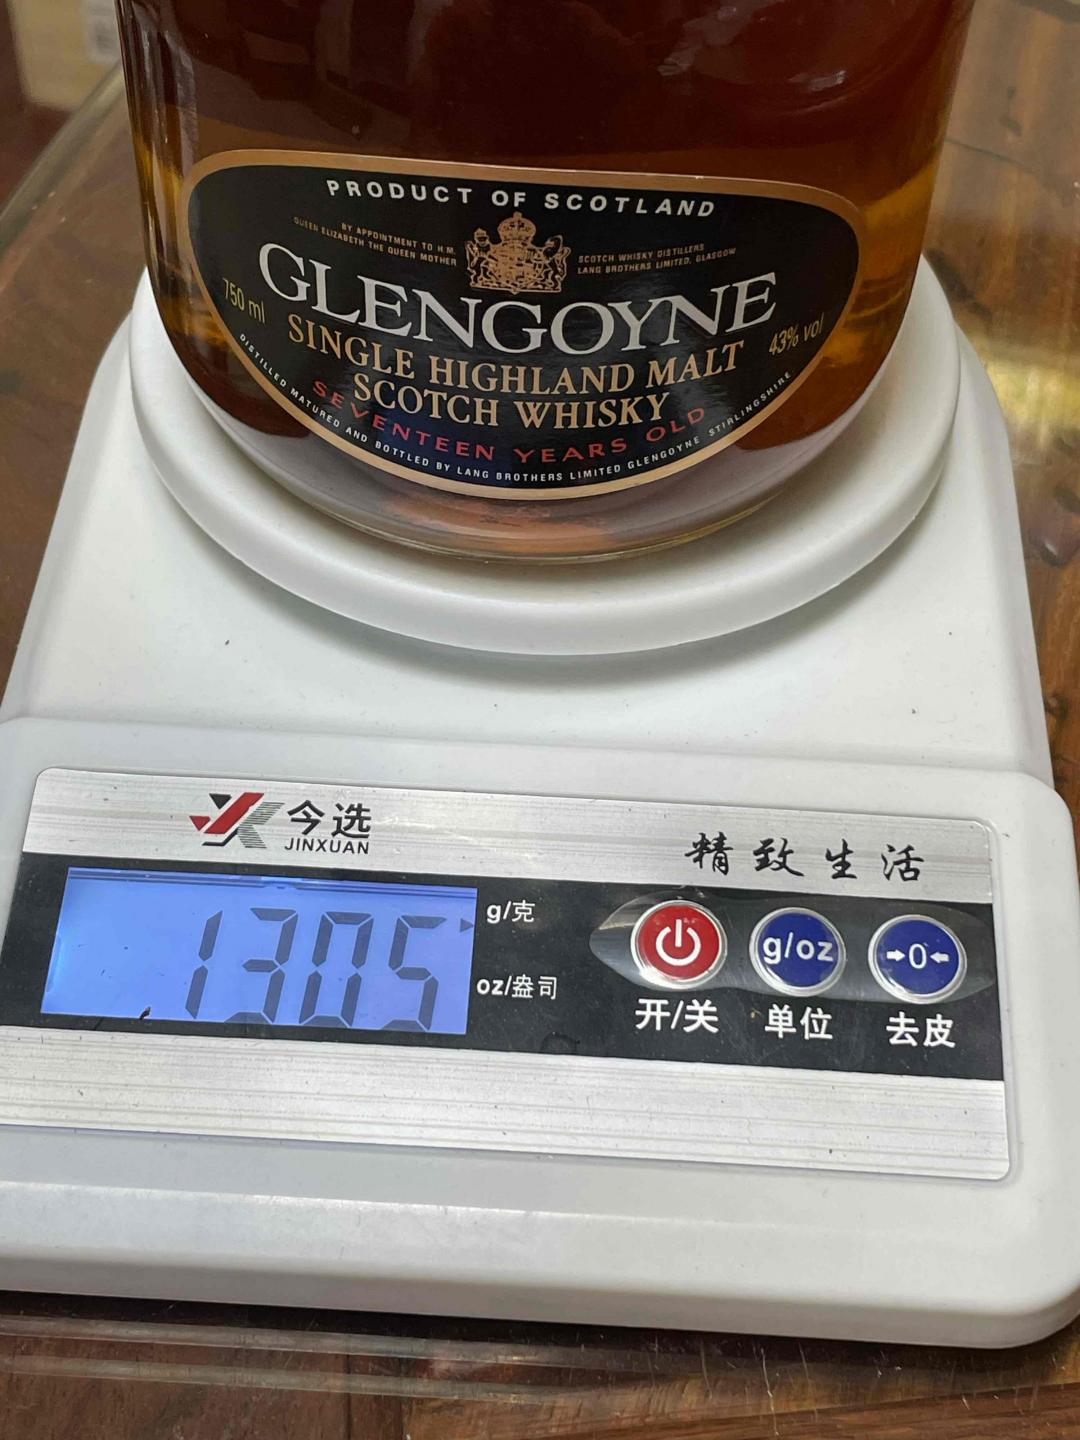 PRODUCT OF SCOTLAND
BY APPOINTMENT TO H.M.
QUEEN ELIZABETH THE QUEEN MOTHER
SCOTCH WHISKY DISTILLERS
LANG BROTHERS LIMITED, GLASGOW
GLENGOYNE
750 ml
43% vol
SINGLE HIGHLAND MALT
SCOTCH WHISKY
SEVENTEEN YEARS OLD
DISTILLED MATURED AND BOTTLED BY LANG BROTHERS LIMITED GLENGOYNE STIRLINGSHIRE
今选
JINXUAN
精致生活
1305
g/克
oz/盎司
g/oz
→0←
开/关
单位
去皮